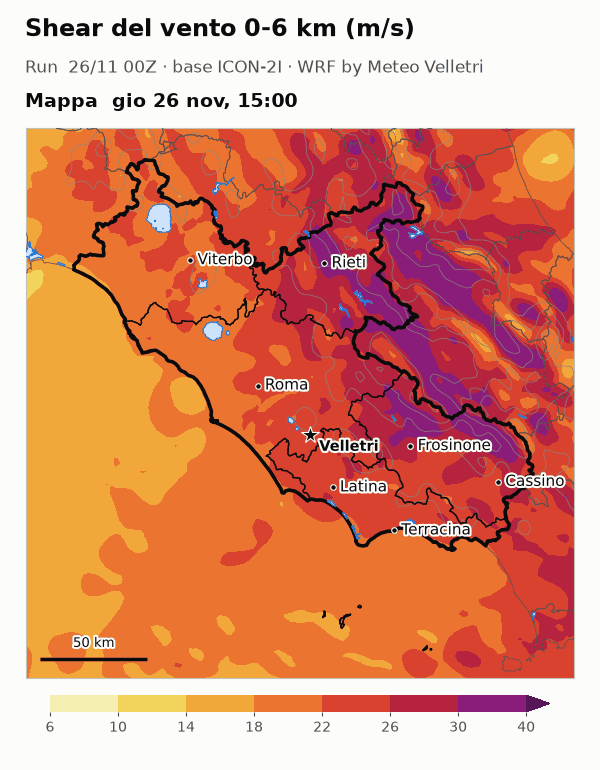 Shear del vento 0-6 km (m/s)
Run  26/11 00Z · base ICON-2I · WRF by Meteo Velletri
Mappa  gio 26 nov, 15:00
Viterbo
Rieti
Roma
Velletri
Frosinone
Latina
Cassino
Terracina
50 km
6 10 14 18 22 26 30 40